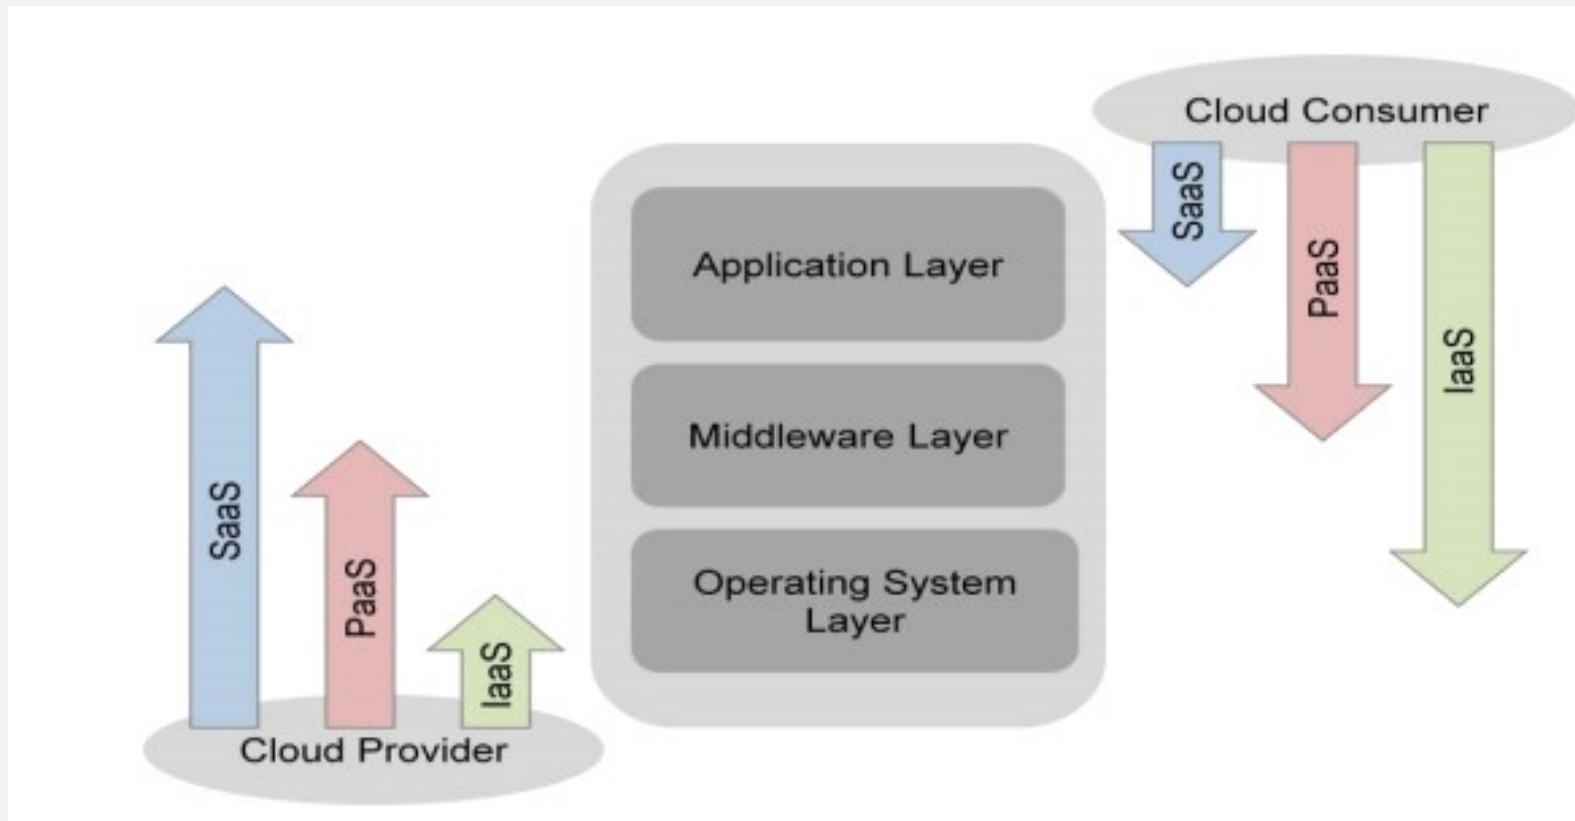 Cloud Consumer
SaaS
PaaS
IaaS
Application Layer
Middleware Layer
Operating System
Layer
SaaS
PaaS
IaaS
Cloud Provider